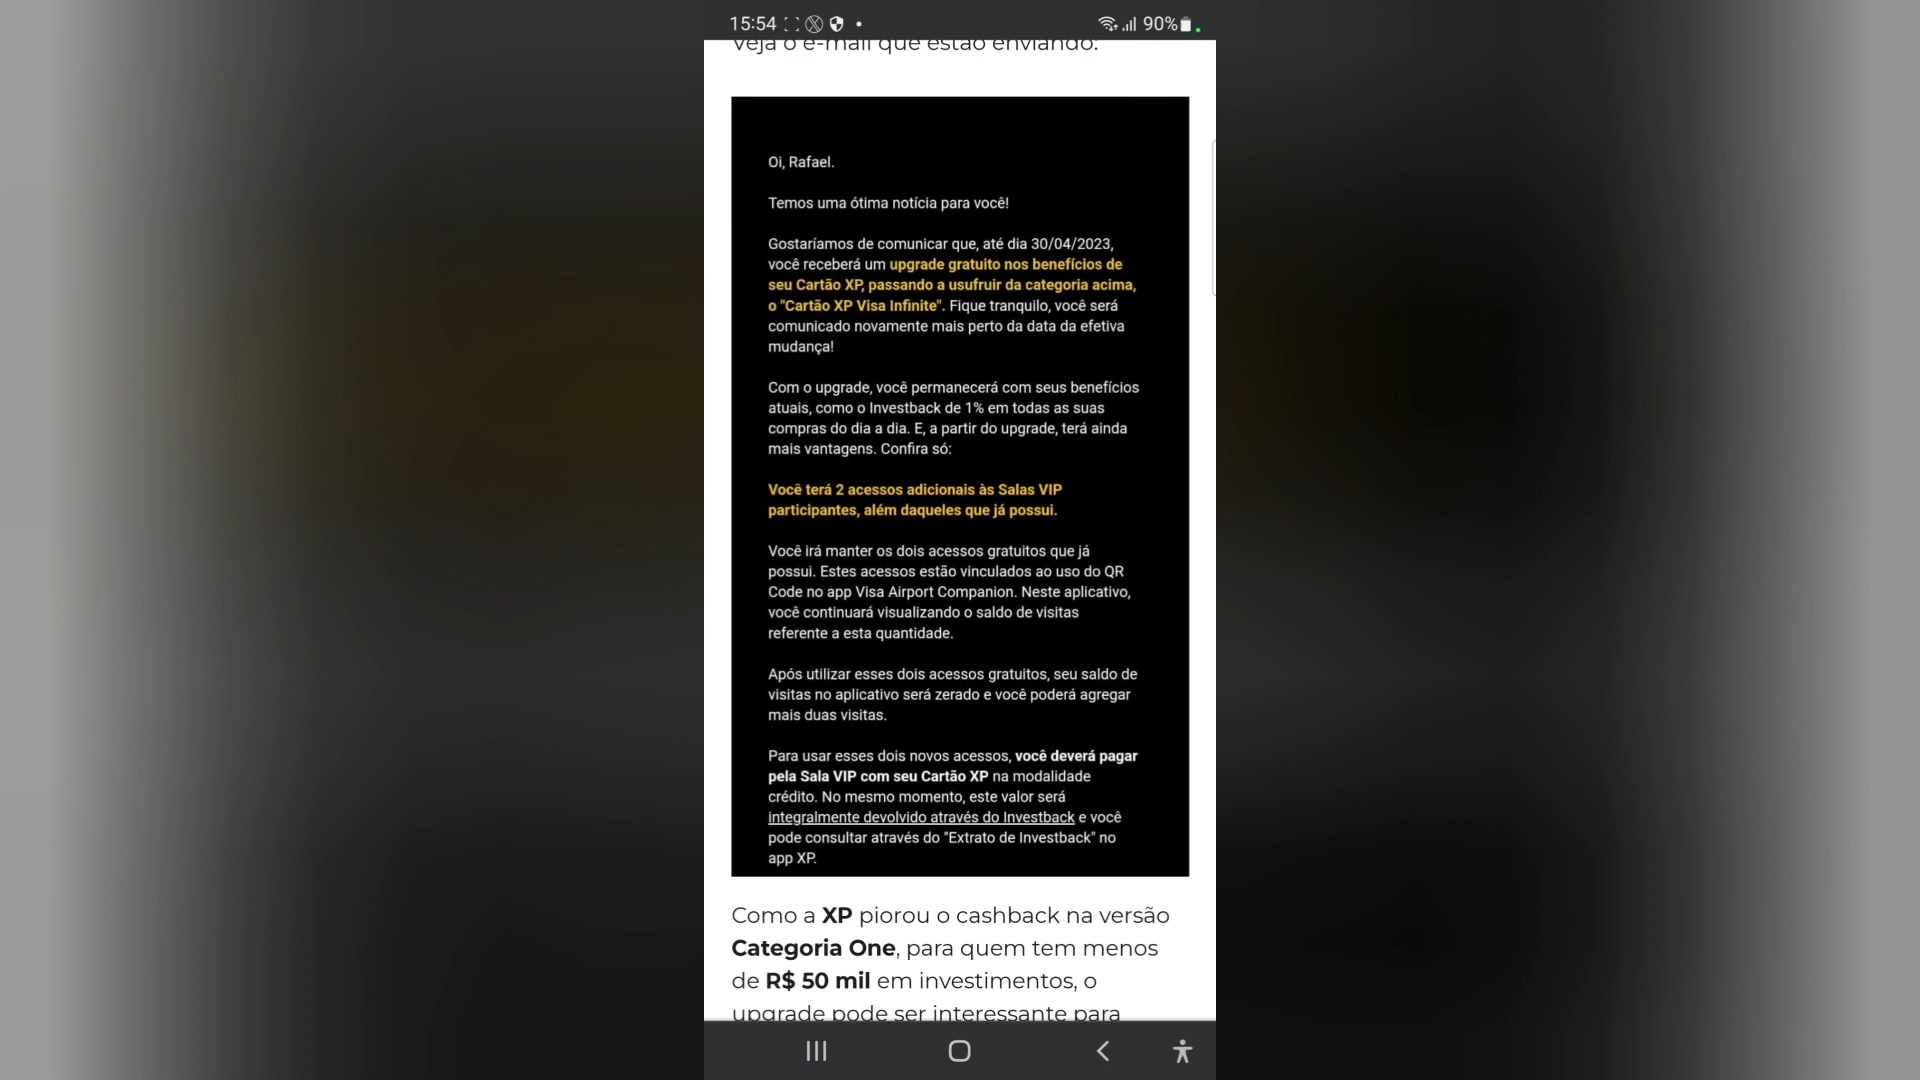 15:54
90%
Veja o e-mail que estão enviando:
Oi, Rafael.
Temos uma ótima notícia para você!
Gostaríamos de comunicar que, até dia 30/04/2023,
você receberá um upgrade gratuito nos benefícios de
seu Cartão XP, passando a usufruir da categoria acima,
o "Cartão XP Visa Infinite". Fique tranquilo, você será
comunicado novamente mais perto da data da efetiva
mudança!
Com o upgrade, você permanecerá com seus benefícios
atuais, como o Investback de 1% em todas as suas
compras do dia a dia. E, a partir do upgrade, terá ainda
mais vantagens. Confira só:
Você terá 2 acessos adicionais às Salas VIP
participantes, além daqueles que já possui.
Você irá manter os dois acessos gratuitos que já
possui. Estes acessos estão vinculados ao uso do QR
Code no app Visa Airport Companion. Neste aplicativo,
você continuará visualizando o saldo de visitas
referente a esta quantidade.
Após utilizar esses dois acessos gratuitos, seu saldo de
visitas no aplicativo será zerado e você poderá agregar
mais duas visitas.
Para usar esses dois novos acessos, você deverá pagar
pela Sala VIP com seu Cartão XP na modalidade
crédito. No mesmo momento, este valor será
integralmente devolvido através do Investback e você
pode consultar através do "Extrato de Investback" no
app XP.
Como a XP piorou o cashback na versão
Categoria One, para quem tem menos
de R$ 50 mil em investimentos, o
upgrade pode ser interessante para